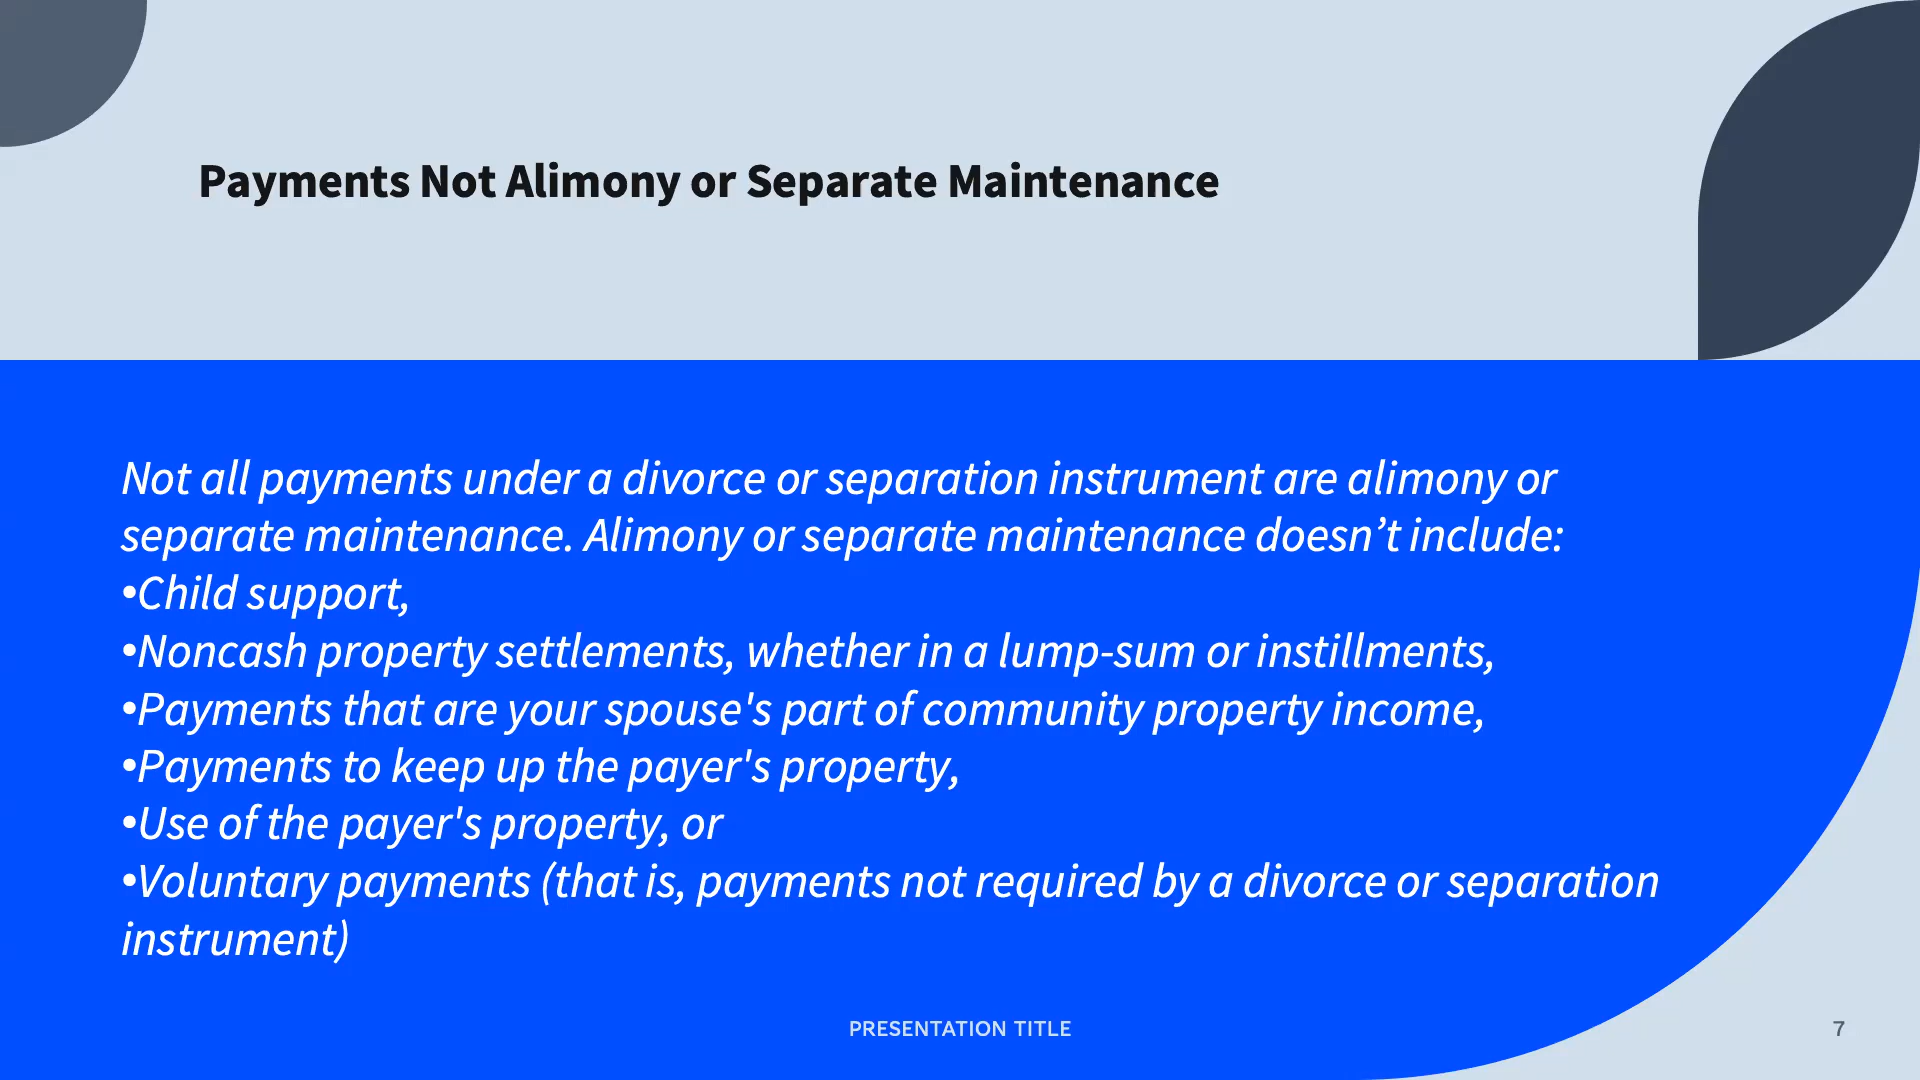 Payments Not Alimony or Separate Maintenance
Not all payments under a divorce or separation instrument are alimony or
separate maintenance. Alimony or separate maintenance doesn’t include:
•Child support,
•Noncash property settlements, whether in a lump-sum or instillments,
•Payments that are your spouse's part of community property income,
•Payments to keep up the payer's property,
•Use of the payer's property, or
•Voluntary payments (that is, payments not required by a divorce or separation
instrument)
PRESENTATION TITLE
7